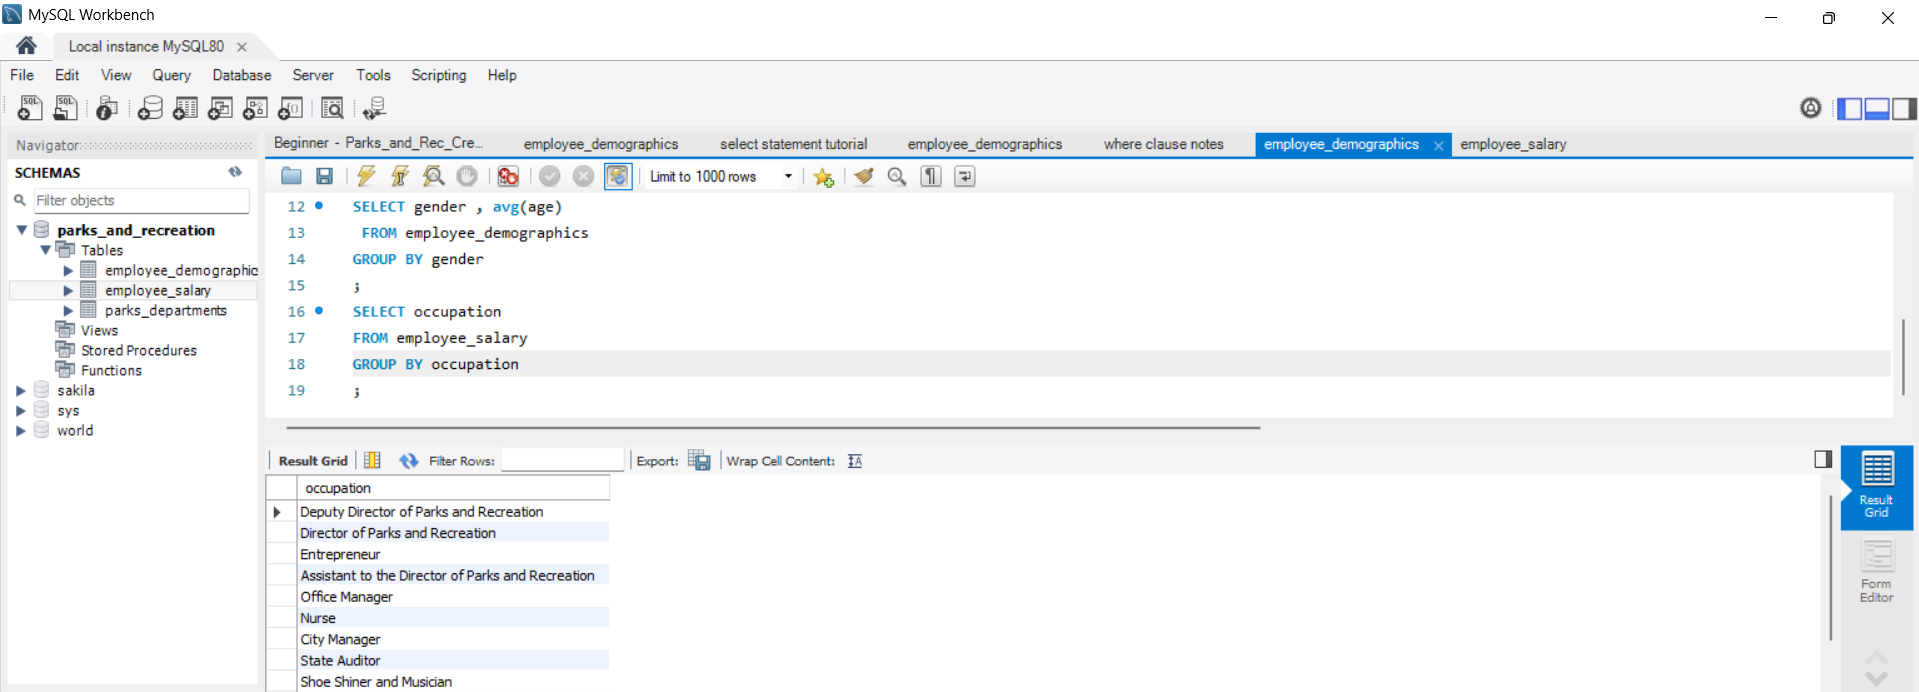 MySQL Workbench
Local instance MySQL80
File Edit View Query Database Server Tools Scripting Help
SQL SQL
Navigator
SCHEMAS
Filter objects
parks_and_recreation
Tables
employee_demographic
employee_salary
parks_departments
Views
Stored Procedures
Functions
sakila
sys
world
Beginner - Parks_and_Rec_Cre... employee_demographics select statement tutorial employee_demographics where clause notes employee_demographics employee_salary
Limit to 1000 rows
12 SELECT gender , avg(age)
13 FROM employee_demographics
14 GROUP BY gender
15 ;
16 SELECT occupation
17 FROM employee_salary
18 GROUP BY occupation
19 ;
Result Grid Filter Rows: Export: Wrap Cell Content: IA
occupation
Deputy Director of Parks and Recreation
Director of Parks and Recreation
Entrepreneur
Assistant to the Director of Parks and Recreation
Office Manager
Nurse
City Manager
State Auditor
Shoe Shiner and Musician
Result
Grid
Form
Editor